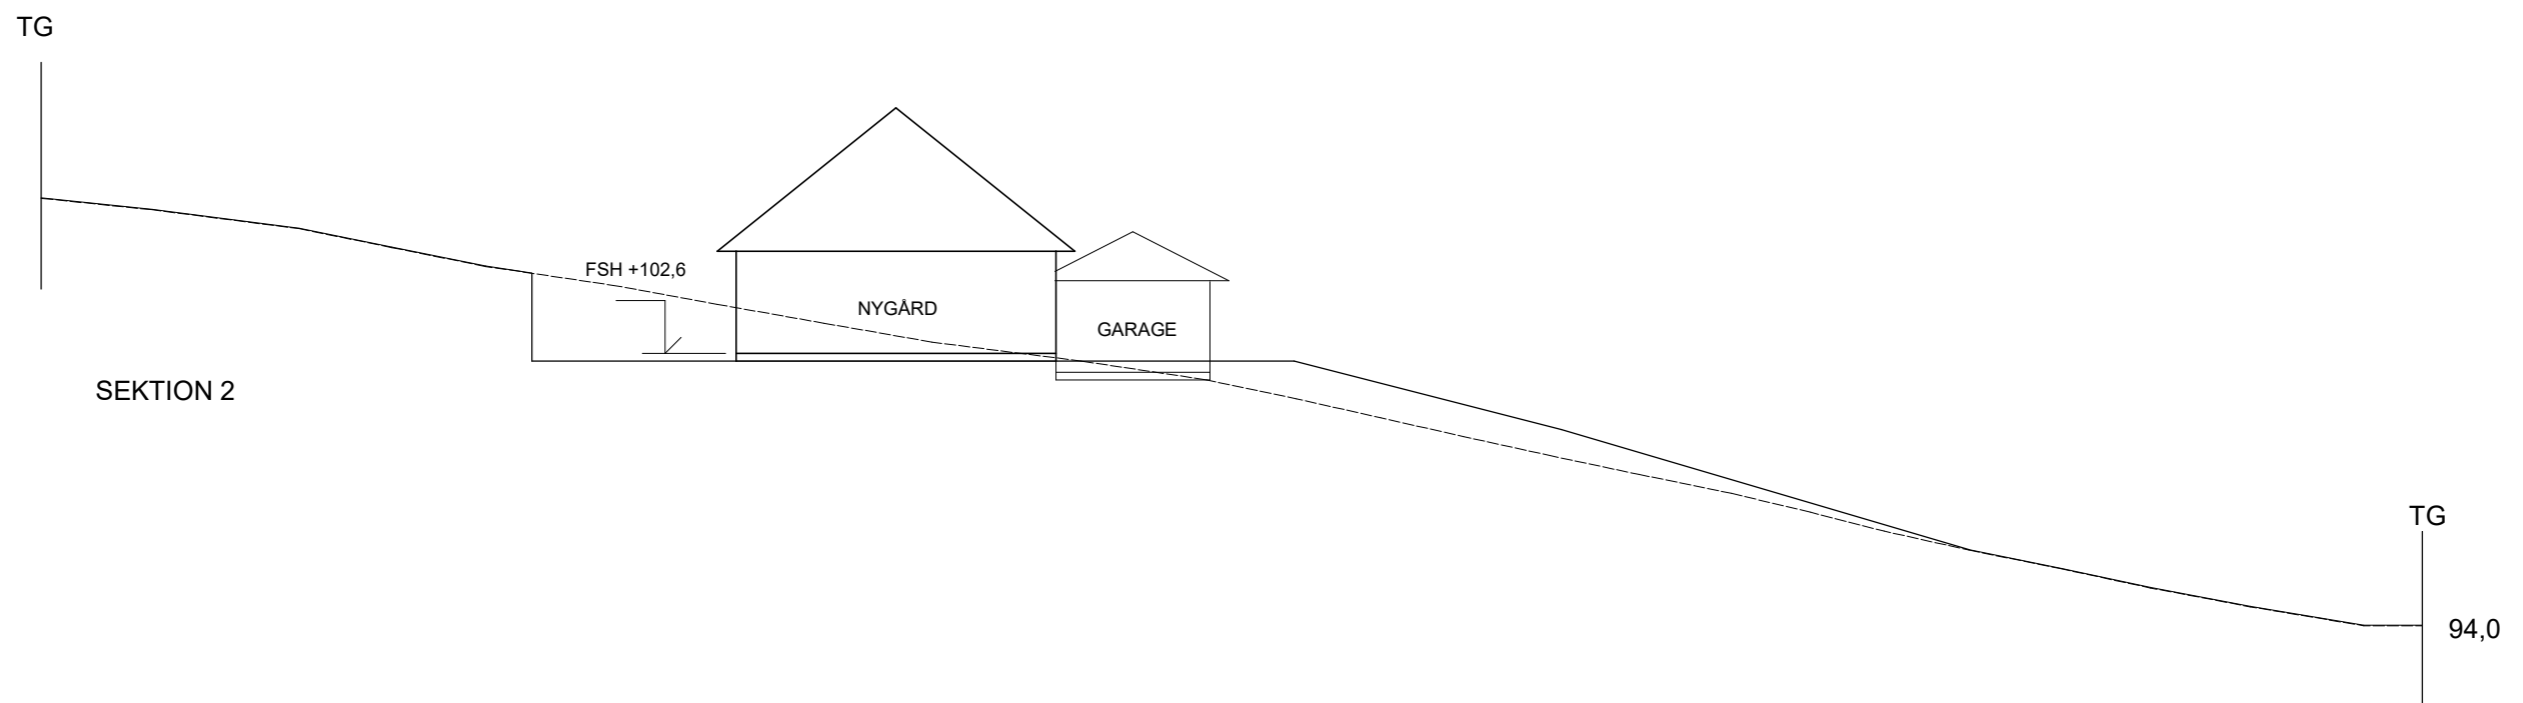 TG
FSH +102,6
NYGÅRD
GARAGE
SEKTION 2
TG
94,0